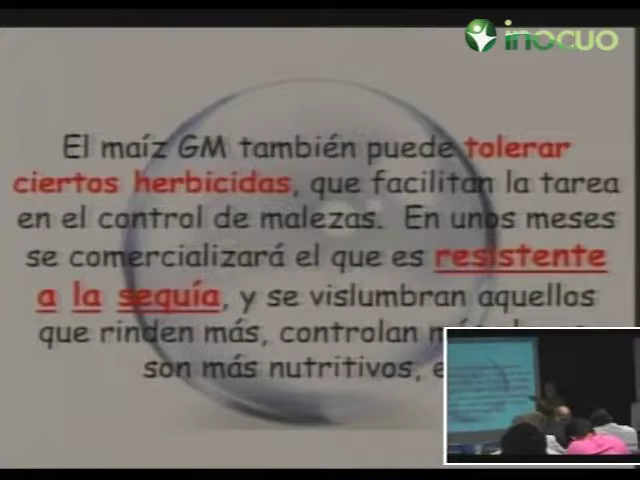 inocuo
El maíz GM también puede tolerar
ciertos herbicidas, que facilitan la tarea
en el control de malezas. En unos meses
se comercializará el que es resistente
a la sequía, y se vislumbran aquellos
que rinden más, controlan
son más nutritivos,